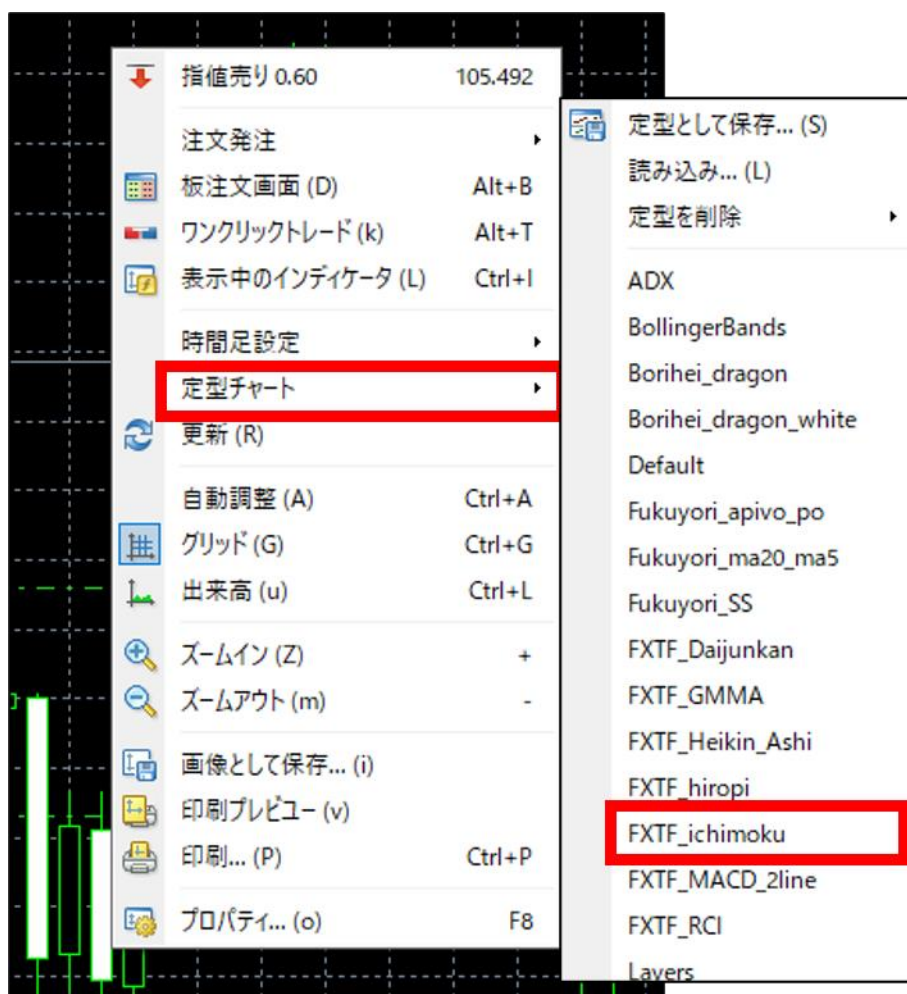 指値売り 0.60 105.492
注文発注
板注文画面 (D) Alt+B
ワンクリックトレード (k) Alt+T
表示中のインディケータ (L) Ctrl+I
時間足設定
定型チャート
更新 (R)
自動調整 (A) Ctrl+A
グリッド (G) Ctrl+G
出来高 (u) Ctrl+L
ズームイン (Z) +
ズームアウト (m) -
画像として保存... (i)
印刷プレビュー (v)
印刷... (P) Ctrl+P
プロパティ... (o) F8
定型として保存... (S)
読み込み... (L)
定型を削除
ADX
BollingerBands
Borihei_dragon
Borihei_dragon_white
Default
Fukuyori_apivo_po
Fukuyori_ma20_ma5
Fukuyori_SS
FXTF_Daijunkan
FXTF_GMMA
FXTF_Heikin_Ashi
FXTF_hiropi
FXTF_ichimoku
FXTF_MACD_2line
FXTF_RCI
Layers